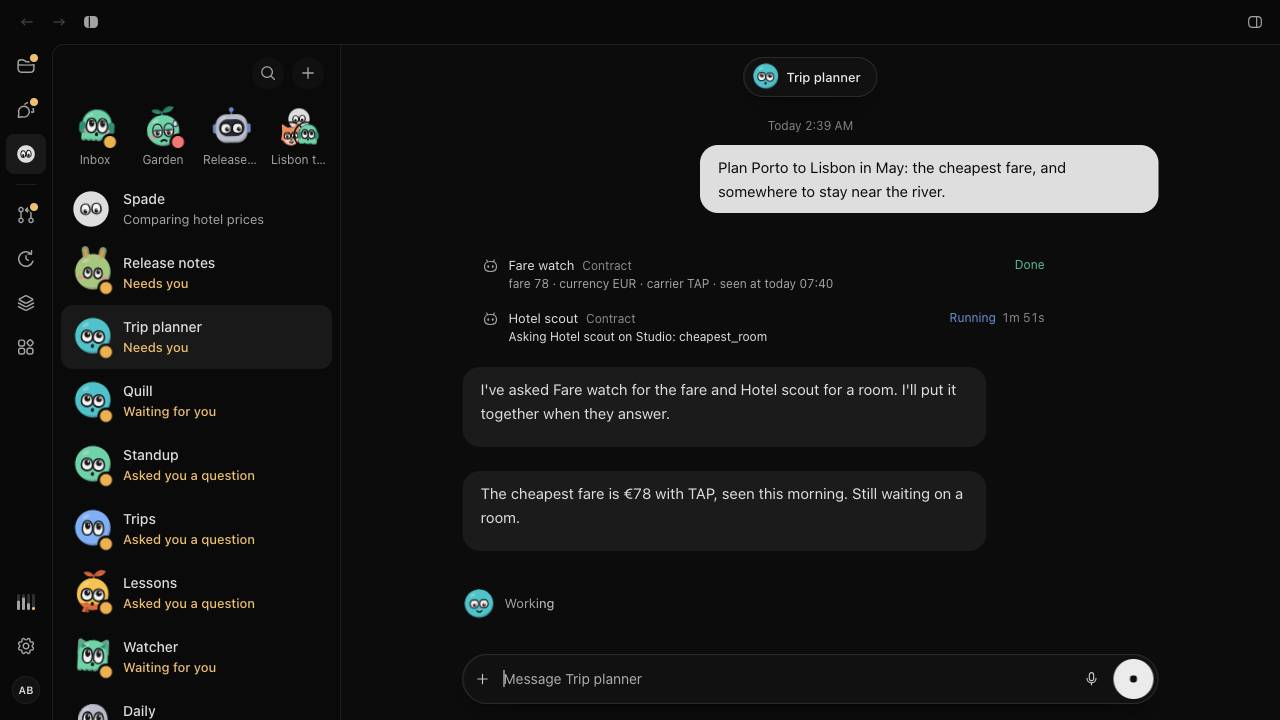 Inbox
Garden
Release...
Lisbon t...
Spade
Comparing hotel prices
Release notes
Needs you
Trip planner
Needs you
Quill
Waiting for you
Standup
Asked you a question
Trips
Asked you a question
Lessons
Asked you a question
Watcher
Waiting for you
Daily
AB
Trip planner
Today 2:39 AM
Plan Porto to Lisbon in May: the cheapest fare, and
somewhere to stay near the river.
Fare watch Contract Done
fare 78 · currency EUR · carrier TAP · seen at today 07:40
Hotel scout Contract Running 1m 51s
Asking Hotel scout on Studio: cheapest_room
I've asked Fare watch for the fare and Hotel scout for a room. I'll put it
together when they answer.
The cheapest fare is €78 with TAP, seen this morning. Still waiting on a
room.
Working
Message Trip planner